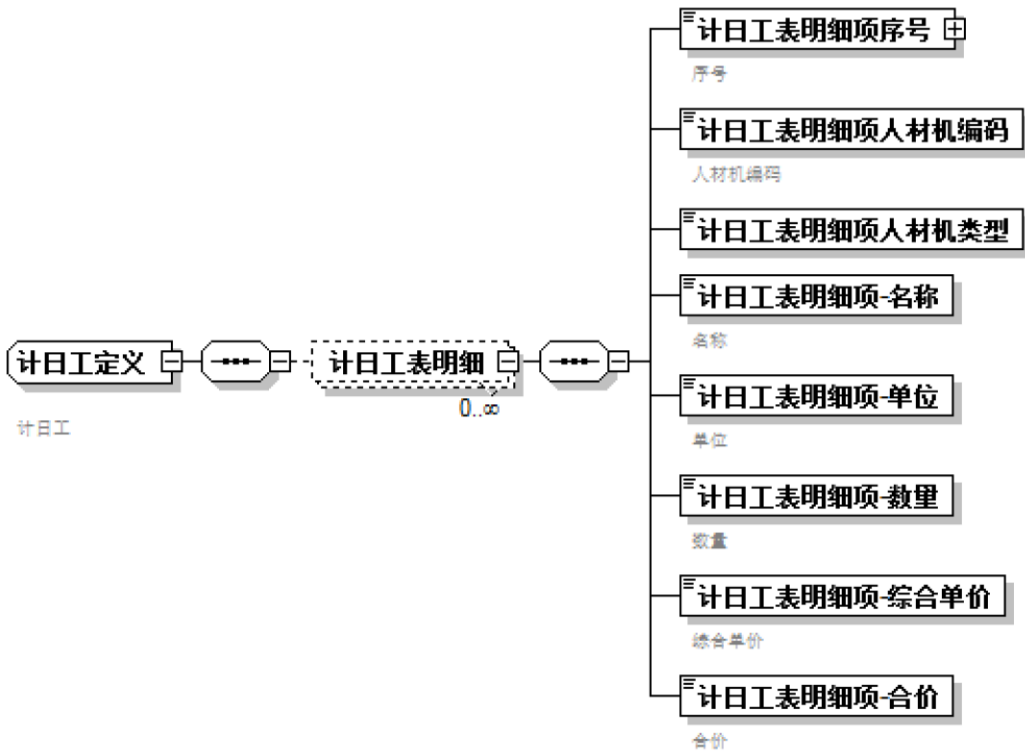 计日工表明细项序号
序号
计日工表明细项人材机编码
人材机编码
计日工表明细项人材机类型
计日工表明细项-名称
名称
计日工定义
计日工表明细
0..∞
计日工
计日工表明细项-单位
单位
计日工表明细项-数量
数量
计日工表明细项-综合单价
综合单价
计日工表明细项-合价
合价